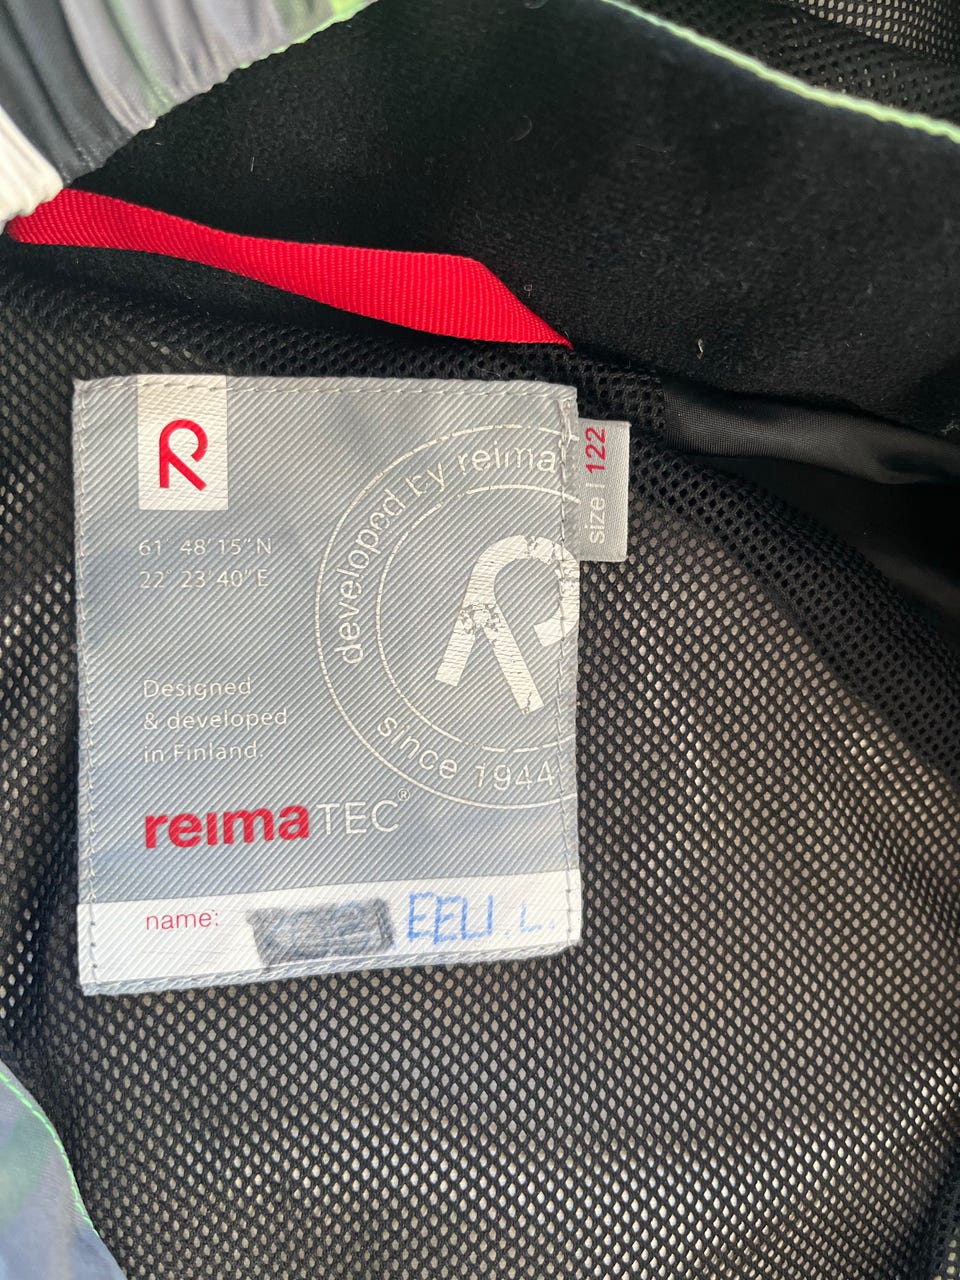 R
61° 48' 15" N
22° 23' 40" E
developed by reima
since 1944
size | 122
Designed
& developed
in Finland.
reimaTEC®
name: EELI.L.